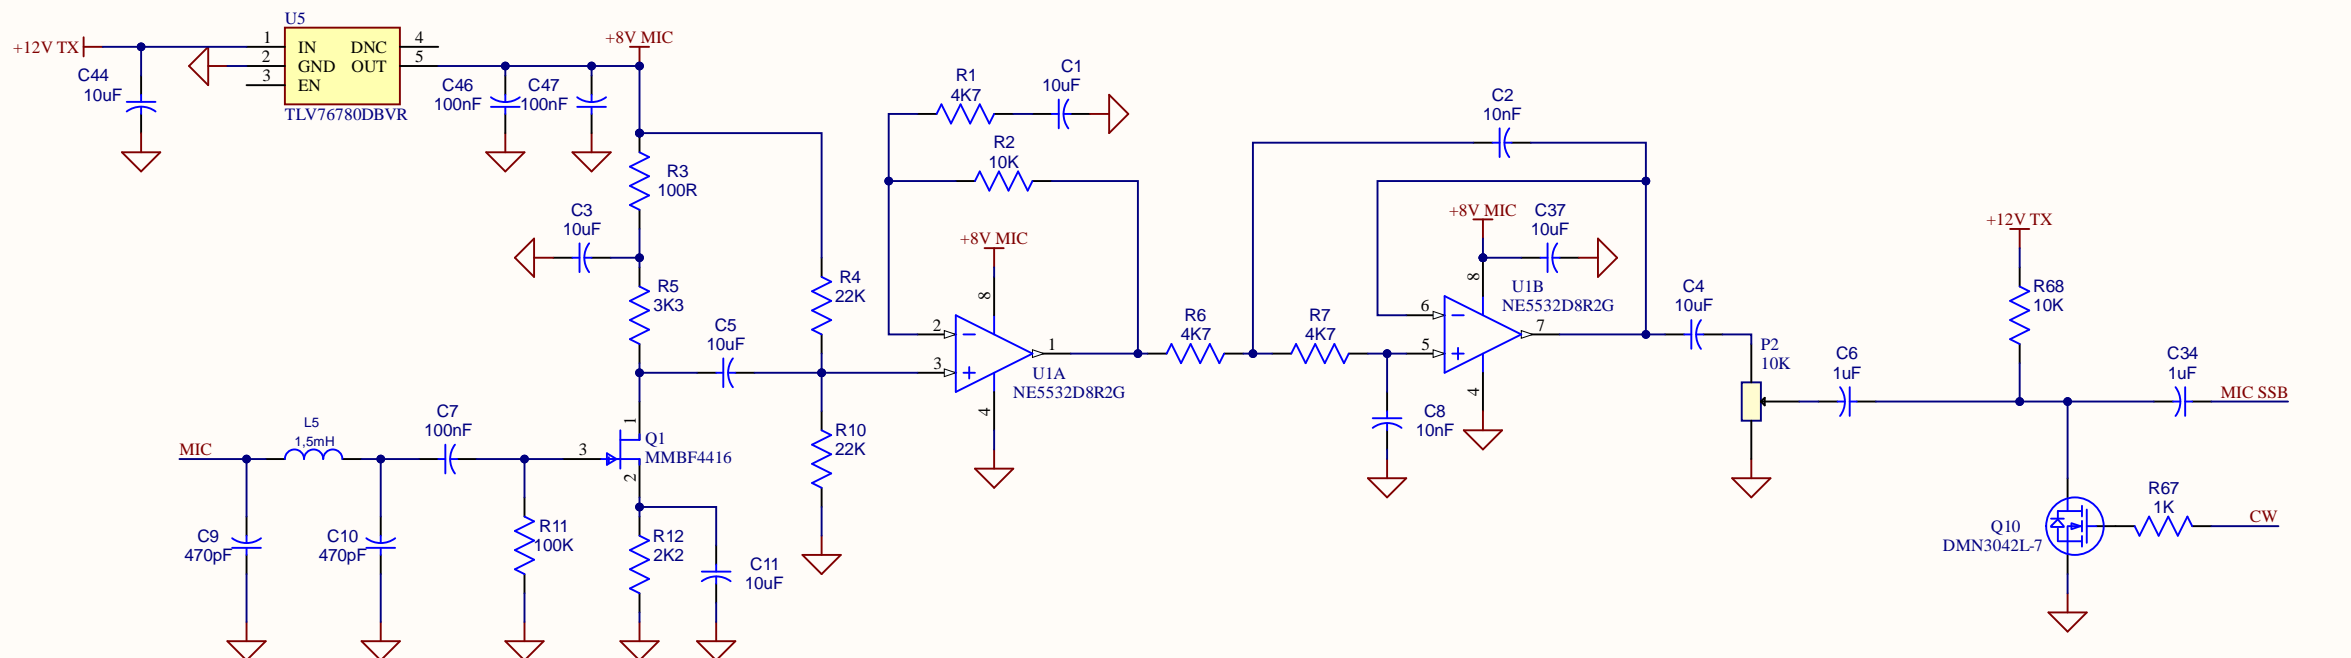 U5
+12V TX
1
IN
DNC
4
2
GND
OUT
5
3
EN
TLV76780DBVR
C44
10uF
+8V MIC
C46
100nF
C47
100nF
R3
100R
C3
10uF
R5
3K3
C5
10uF
R4
22K
R10
22K
MIC
L5
1,5mH
C7
100nF
C9
470pF
C10
470pF
R11
100K
3
1
2
Q1
MMBF4416
R12
2K2
C11
10uF
R1
4K7
C1
10uF
R2
10K
+8V MIC
8
2
3
1
4
U1A
NE5532D8R2G
R6
4K7
R7
4K7
C2
10nF
+8V MIC
C37
10uF
8
6
5
7
4
U1B
NE5532D8R2G
C8
10nF
C4
10uF
P2
10K
C6
1uF
+12V TX
R68
10K
C34
1uF
MIC SSB
Q10
DMN3042L-7
R67
1K
CW